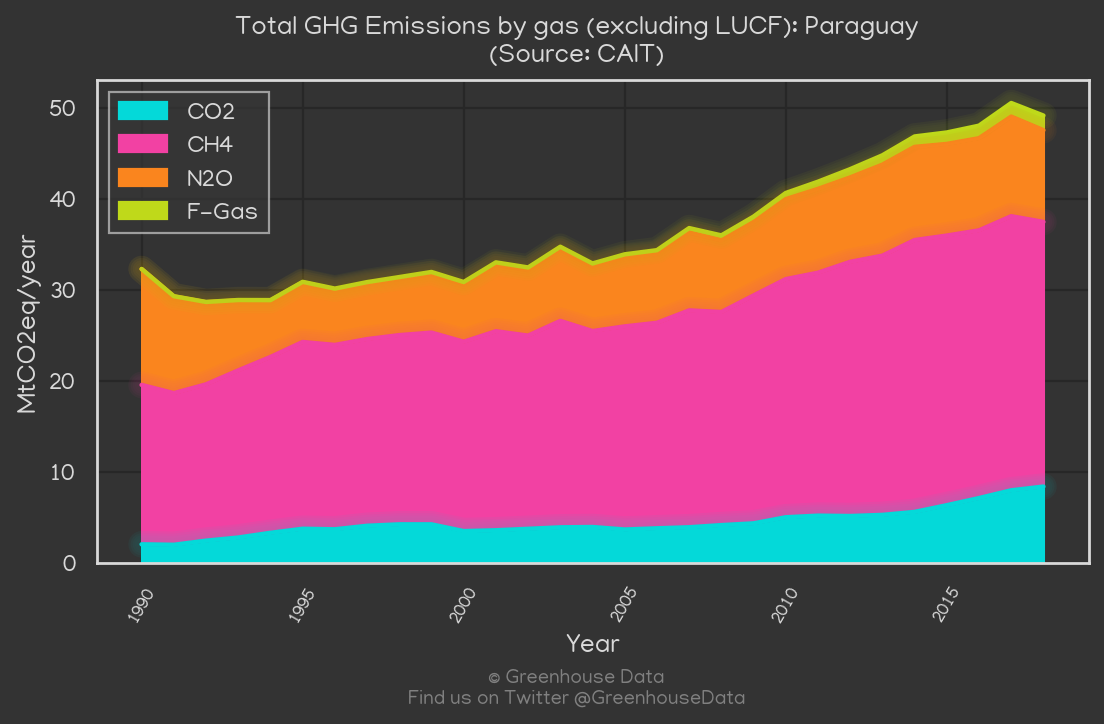 Total GHG Emissions by gas (excluding LUCF): Paraguay
(Source: CAIT)
CO2
CH4
N2O
F-Gas
MtCO2eq/year
50
40
30
20
10
0
1990
1995
2000
2005
2010
2015
Year
© Greenhouse Data
Find us on Twitter @GreenhouseData